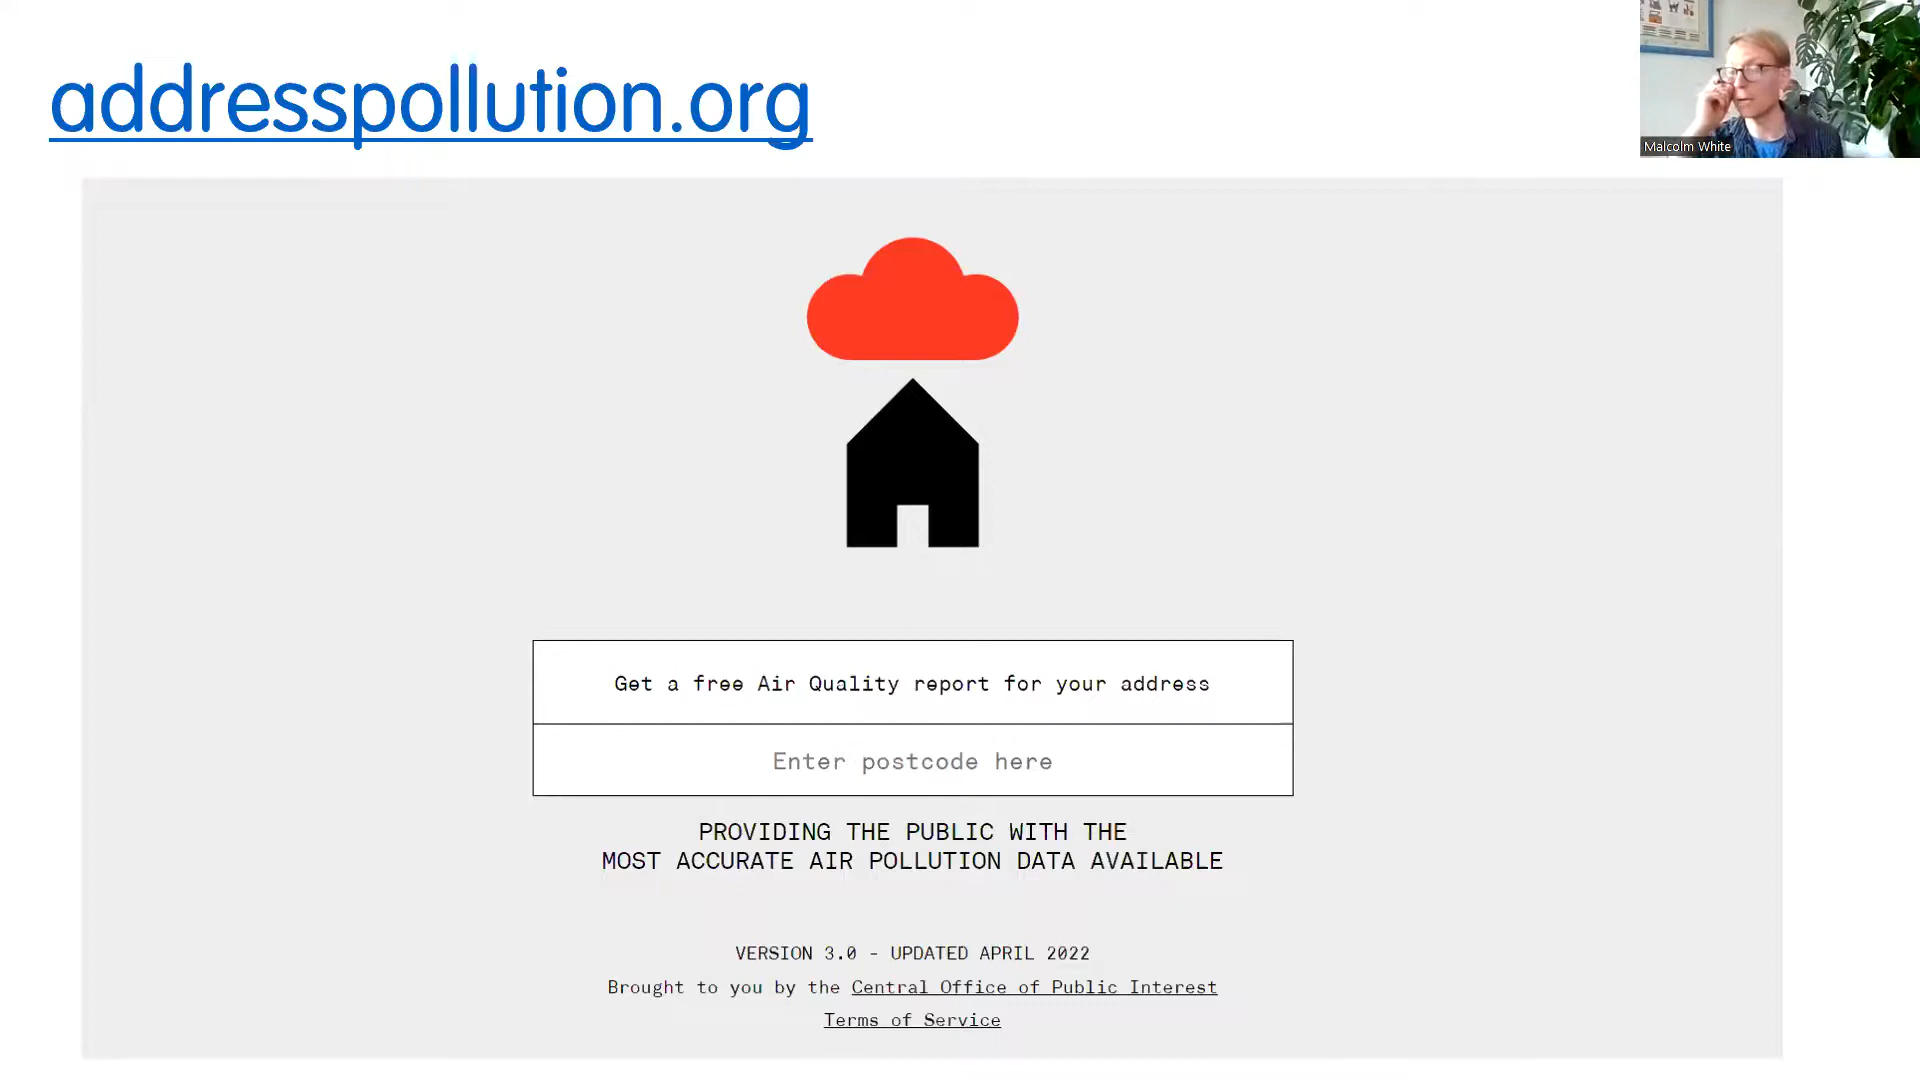 addresspollution.org
Malcolm White
Get a free Air Quality report for your address
Enter postcode here
PROVIDING THE PUBLIC WITH THE
MOST ACCURATE AIR POLLUTION DATA AVAILABLE
VERSION 3.0 - UPDATED APRIL 2022
Brought to you by the Central Office of Public Interest
Terms of Service